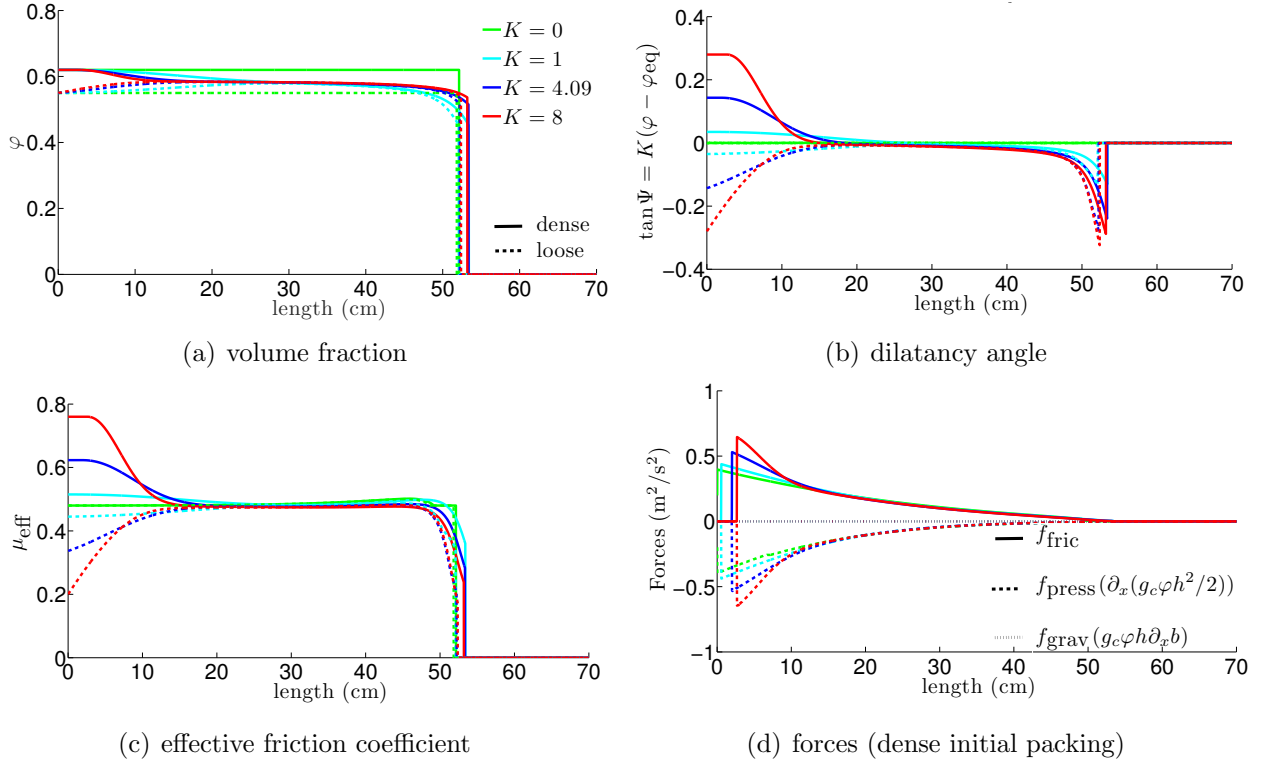 0.8
0.6
0.4
0.2
0
φ
0 10 20 30 40 50 60 70
length (cm)
K = 0
K = 1
K = 4.09
K = 8
dense
loose
(a) volume fraction
0.4
0.2
0
−0.2
−0.4
tan Ψ = K(φ − φeq)
0 10 20 30 40 50 60 70
length (cm)
(b) dilatancy angle
0.8
0.6
0.4
0.2
0
μeff
0 10 20 30 40 50 60 70
length (cm)
(c) effective friction coefficient
1
0.5
0
−0.5
−1
Forces (m²/s²)
0 10 20 30 40 50 60 70
length (cm)
ffric
fpress(∂x(gcφh²/2))
fgrav(gcφh∂xb)
(d) forces (dense initial packing)